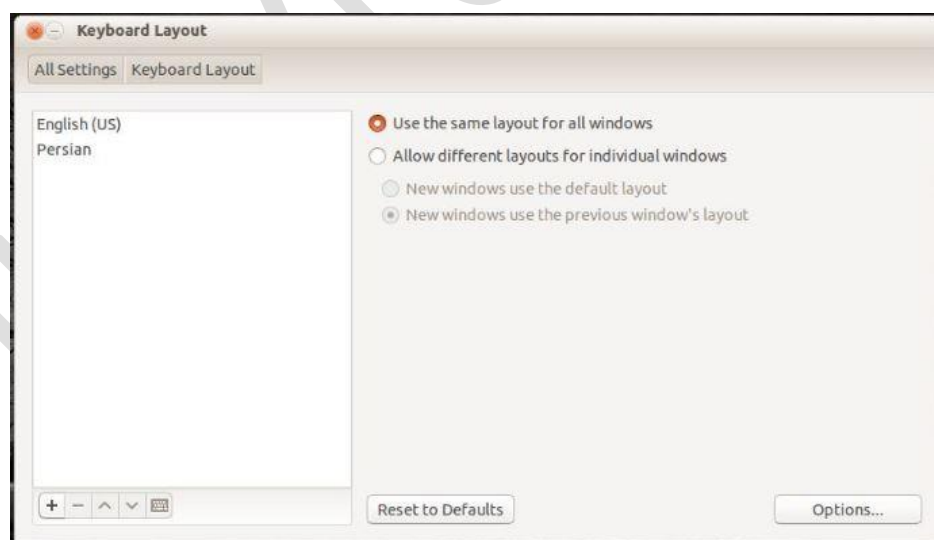 Keyboard Layout
All Settings Keyboard Layout
English (US)
Persian
Use the same layout for all windows
Allow different layouts for individual windows
New windows use the default layout
New windows use the previous window's layout
Reset to Defaults
Options...